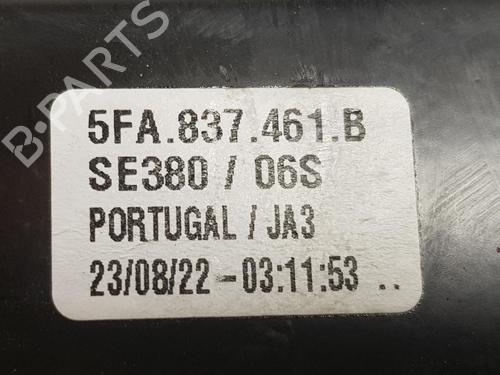 B-PARTS
5FA.837.461.B
SE380 / 06S
PORTUGAL / JA3
23/08/22 - 03:11:53 ..